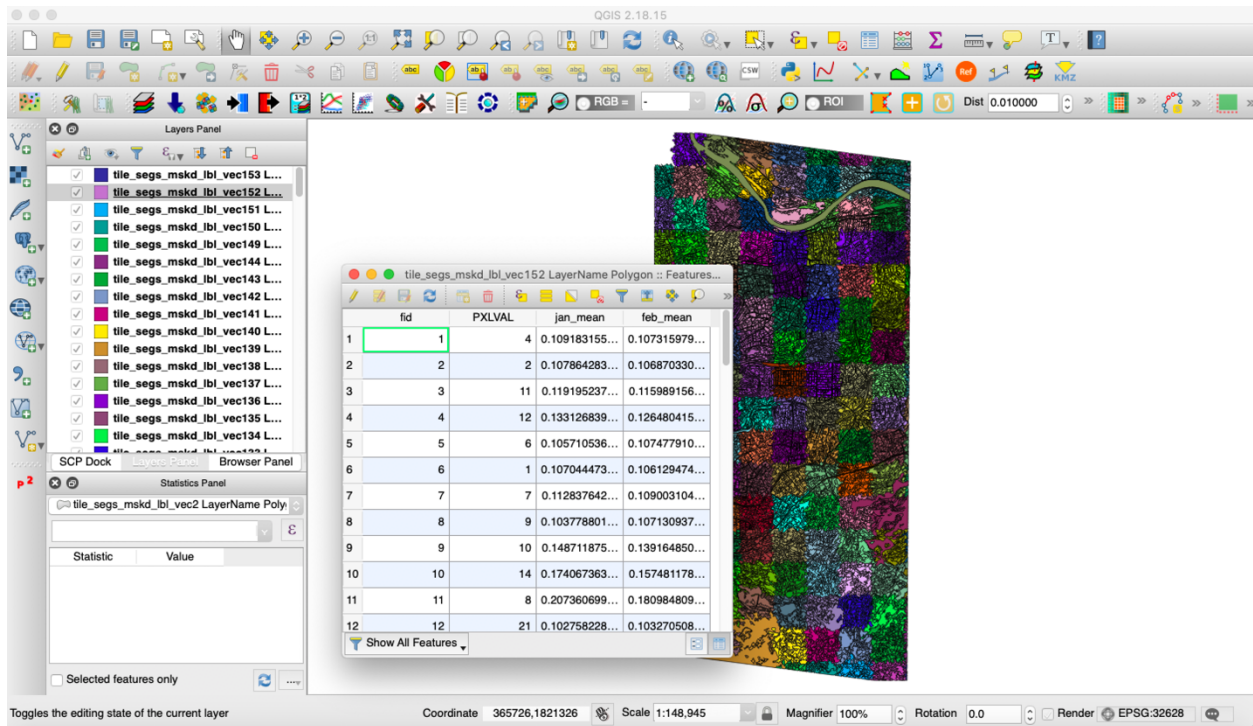 QGIS 2.18.15
RGB = - ROI Dist 0.010000
Layers Panel
tile_segs_mskd_lbl_vec153 L...
tile_segs_mskd_lbl_vec152 L...
tile_segs_mskd_lbl_vec151 L...
tile_segs_mskd_lbl_vec150 L...
tile_segs_mskd_lbl_vec149 L...
tile_segs_mskd_lbl_vec144 L...
tile_segs_mskd_lbl_vec143 L...
tile_segs_mskd_lbl_vec142 L...
tile_segs_mskd_lbl_vec141 L...
tile_segs_mskd_lbl_vec140 L...
tile_segs_mskd_lbl_vec139 L...
tile_segs_mskd_lbl_vec138 L...
tile_segs_mskd_lbl_vec137 L...
tile_segs_mskd_lbl_vec136 L...
tile_segs_mskd_lbl_vec135 L...
tile_segs_mskd_lbl_vec134 L...
SCP Dock Layers Panel Browser Panel
Statistics Panel
tile_segs_mskd_lbl_vec2 LayerName Poly
Statistic Value
Selected features only
tile_segs_mskd_lbl_vec152 LayerName Polygon :: Features...
fid PXLVAL jan_mean feb_mean
1 1 4 0.109183155... 0.107315979...
2 2 2 0.107864283... 0.106870330...
3 3 11 0.119195237... 0.115989156...
4 4 12 0.133126839... 0.126480415...
5 5 6 0.105710536... 0.107477910...
6 6 1 0.107044473... 0.106129474...
7 7 7 0.112837642... 0.109003104...
8 8 9 0.103778801... 0.107130937...
9 9 10 0.148711875... 0.139164850...
10 10 14 0.174067363... 0.157481178...
11 11 8 0.207360699... 0.180984809...
12 12 21 0.102758228... 0.103270508...
Show All Features
Toggles the editing state of the current layer Coordinate 365726,1821326 Scale 1:148,945 Magnifier 100% Rotation 0.0 Render EPSG:32628